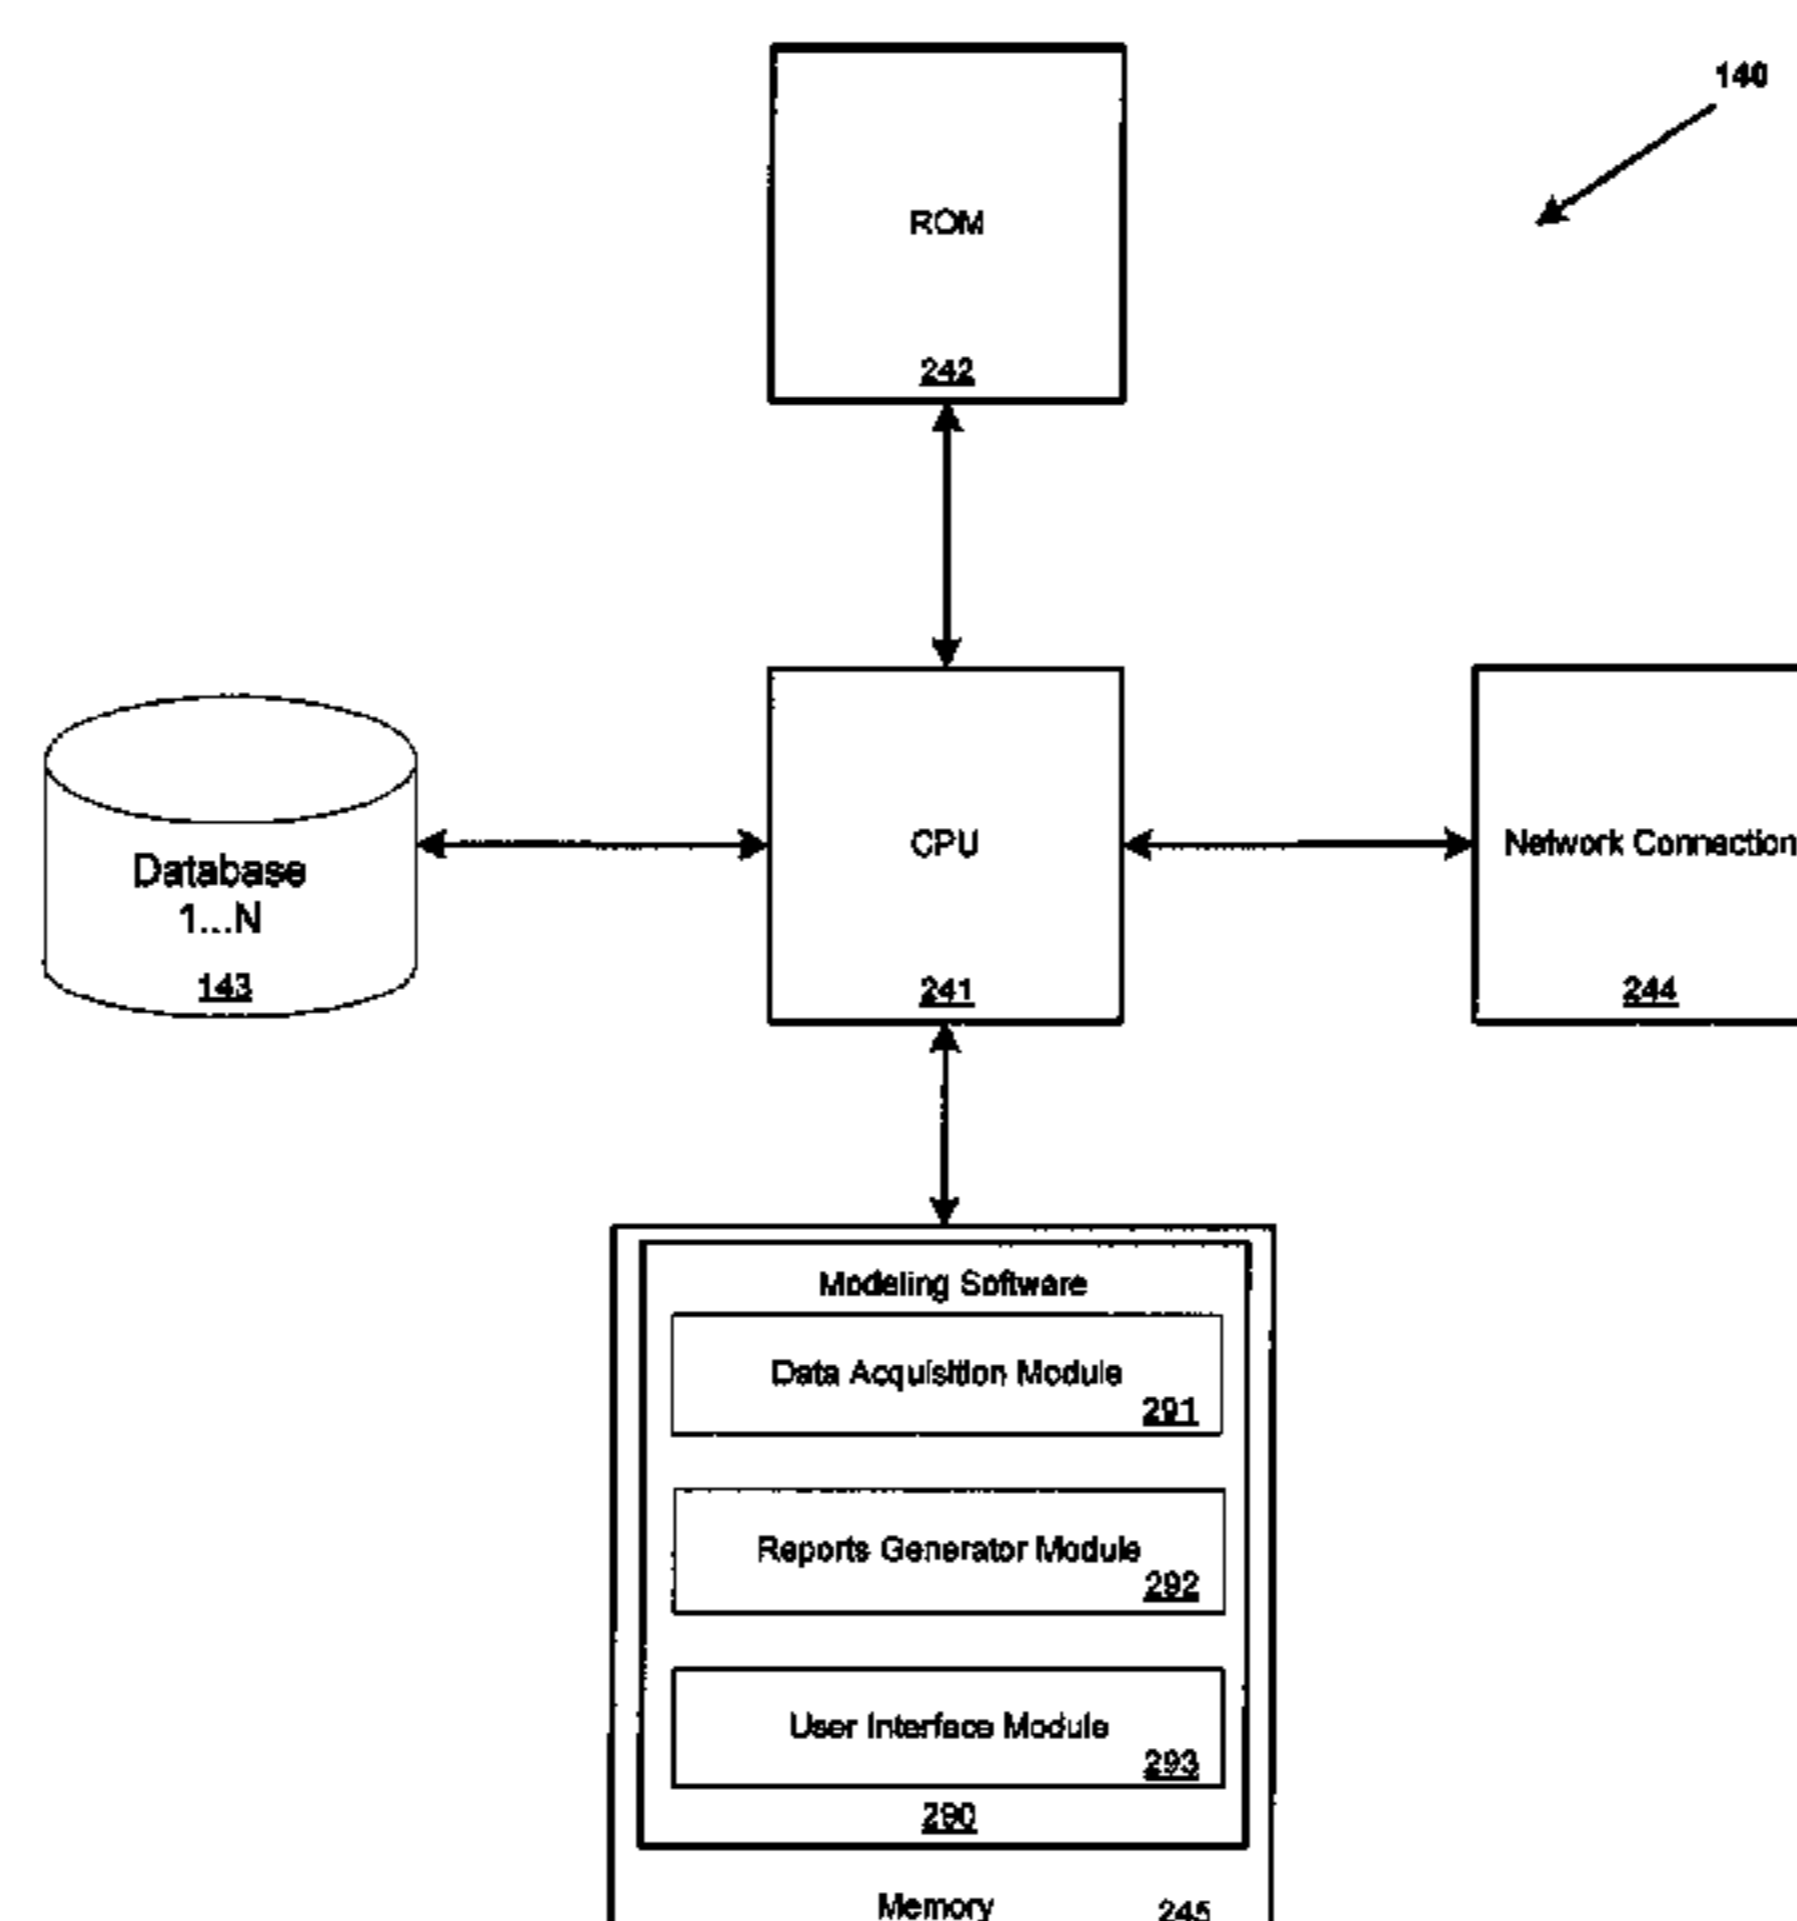 140
ROM
242
Database
1...N
143
CPU
241
Network Connection
244
Modeling Software
Data Acquisition Module
291
Reports Generator Module
292
User Interface Module
293
290
Memory
245